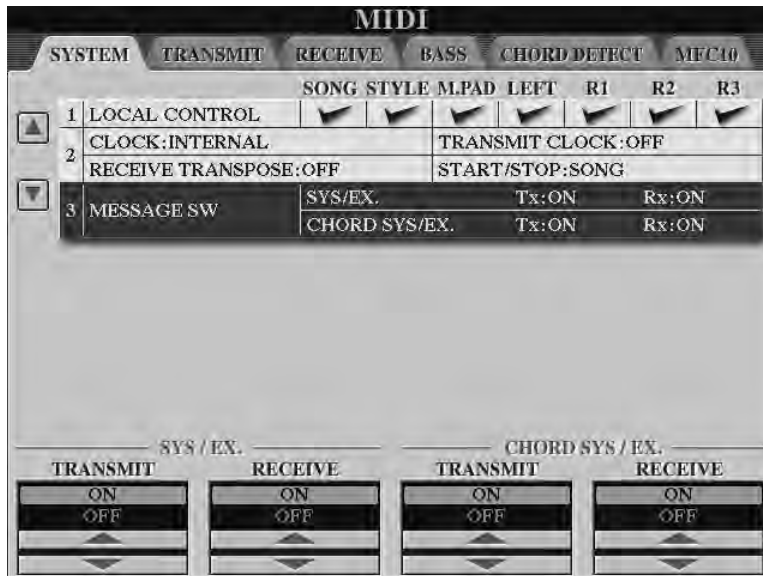 MIDI
SYSTEM TRANSMIT RECEIVE BASS CHORD DETECT MFC10
SONG STYLE M.PAD LEFT R1 R2 R3
1 LOCAL CONTROL
2 CLOCK:INTERNAL TRANSMIT CLOCK:OFF
RECEIVE TRANSPOSE:OFF START/STOP:SONG
3 MESSAGE SW SYS/EX. Tx:ON Rx:ON
CHORD SYS/EX. Tx:ON Rx:ON
SYS / EX. CHORD SYS / EX.
TRANSMIT RECEIVE TRANSMIT RECEIVE
ON ON ON ON
OFF OFF OFF OFF